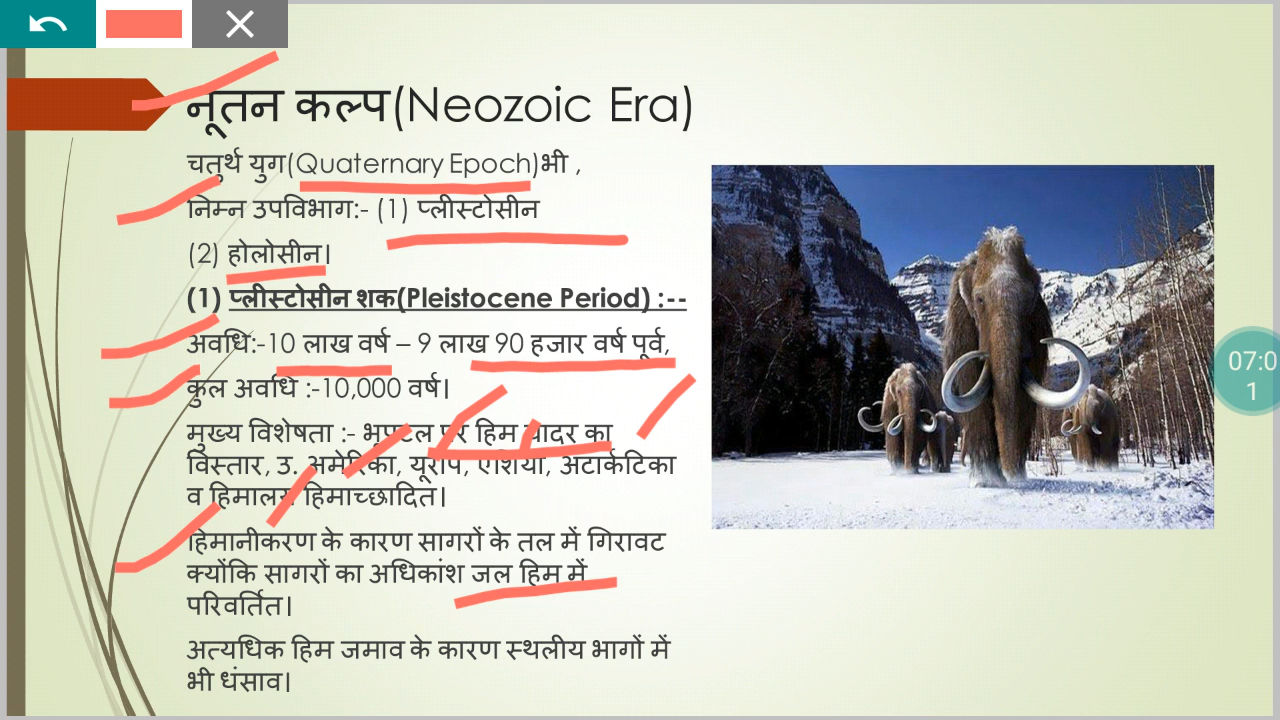 नूतन कल्प(Neozoic Era)
चतुर्थ युग(Quaternary Epoch)भी ,
निम्न उपविभाग:- (1) प्लीस्टोसीन
(2) होलोसीन।
(1) प्लीस्टोसीन शक(Pleistocene Period) :--
अवधि:-10 लाख वर्ष – 9 लाख 90 हजार वर्ष पूर्व,
कुल अवधि :-10,000 वर्ष।
मुख्य विशेषता :- भूपटल पर हिम चादर का
विस्तार, उ. अमेरिका, यूरोप, एशिया, अंटार्कटिका
व हिमालय हिमाच्छादित।
हिमानीकरण के कारण सागरों के तल में गिरावट
क्योंकि सागरों का अधिकांश जल हिम में
परिवर्तित।
अत्यधिक हिम जमाव के कारण स्थलीय भागों में
भी धंसाव।
07:0
1